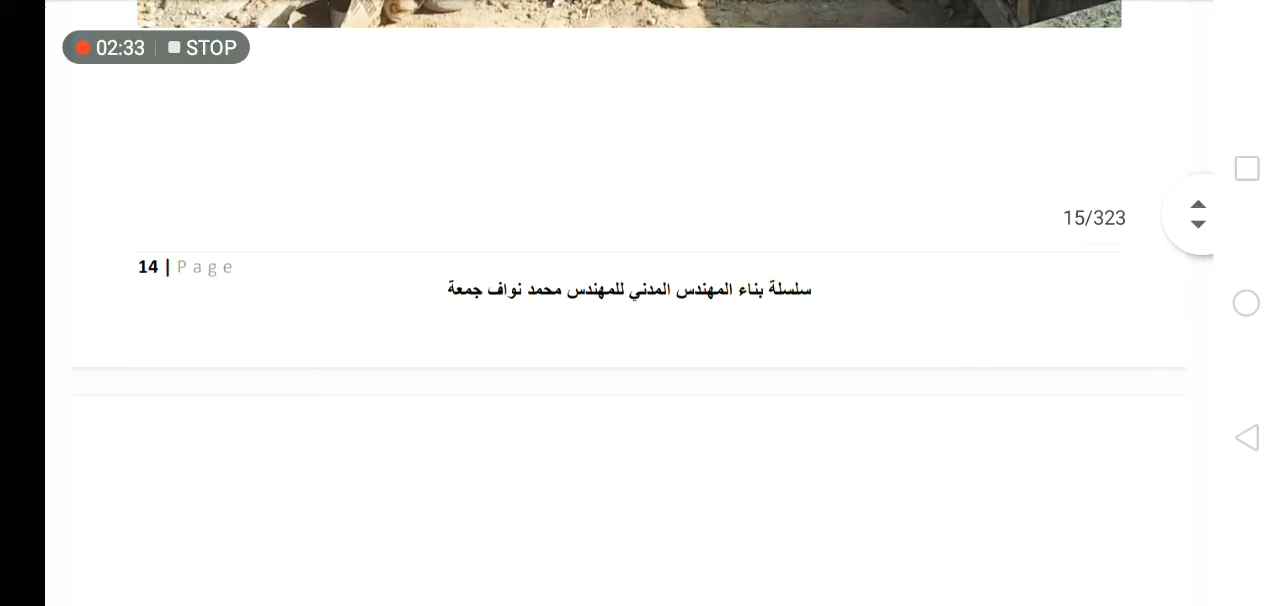 02:33 STOP
15/323
14 | Page
سلسلة بناء المهندس المدني للمهندس محمد نواف جمعة